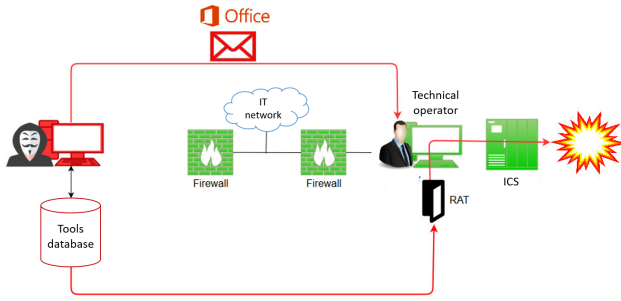 Office
Technical
operator
IT
network
Firewall
Firewall
ICS
RAT
Tools
database